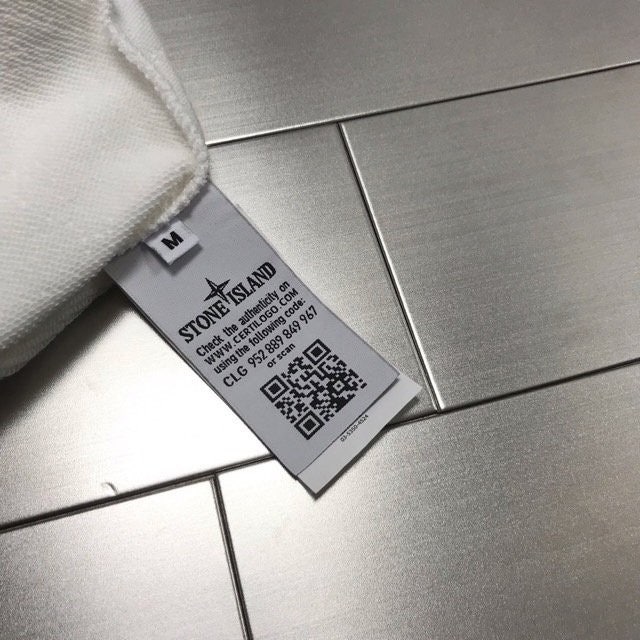 M
STONE ISLAND
Check the authenticity on
WWW.CERTILOGO.COM
using the following code:
CLG 952 889 849 967
or scan